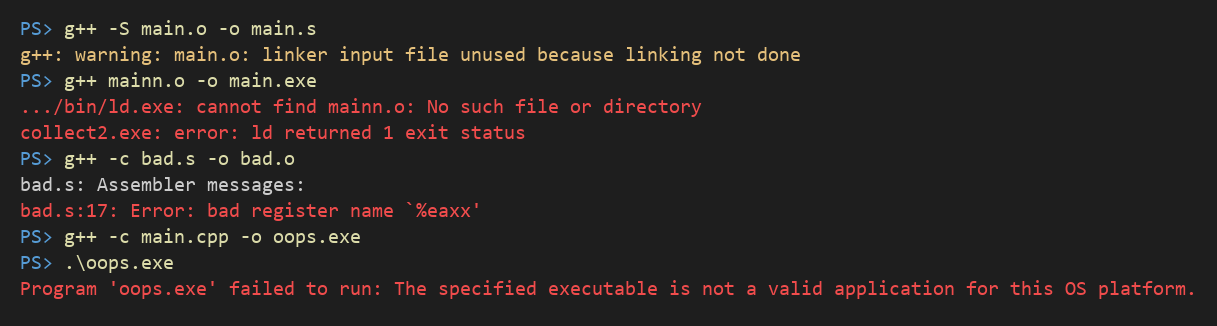 PS> g++ -S main.o -o main.s
g++: warning: main.o: linker input file unused because linking not done
PS> g++ mainn.o -o main.exe
.../bin/ld.exe: cannot find mainn.o: No such file or directory
collect2.exe: error: ld returned 1 exit status
PS> g++ -c bad.s -o bad.o
bad.s: Assembler messages:
bad.s:17: Error: bad register name `%eaxx'
PS> g++ -c main.cpp -o oops.exe
PS> .\oops.exe
Program 'oops.exe' failed to run: The specified executable is not a valid application for this OS platform.